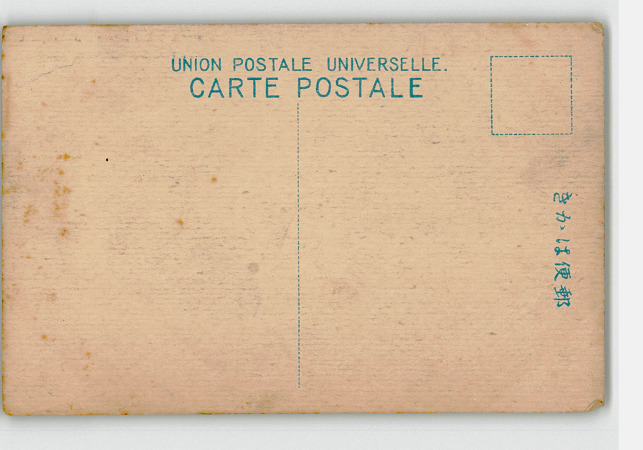 UNION POSTALE UNIVERSELLE.
CARTE POSTALE
きかは便郵